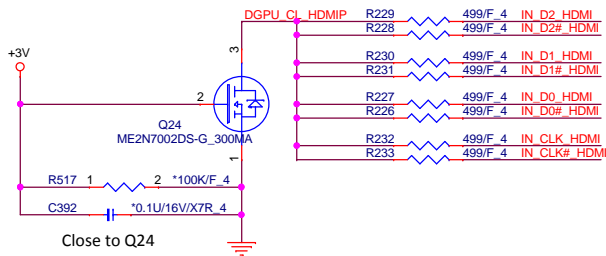 DGPU_CL_HDMIP
R229 499/F_4 IN_D2_HDMI
R228 499/F_4 IN_D2#_HDMI
+3V
3
R230 499/F_4 IN_D1_HDMI
R231 499/F_4 IN_D1#_HDMI
2
R227 499/F_4 IN_D0_HDMI
R226 499/F_4 IN_D0#_HDMI
Q24
ME2N7002DS-G_300MA
R232 499/F_4 IN_CLK_HDMI
R233 499/F_4 IN_CLK#_HDMI
1
R517 1 2 *100K/F_4
C392 *0.1U/16V/X7R_4
Close to Q24